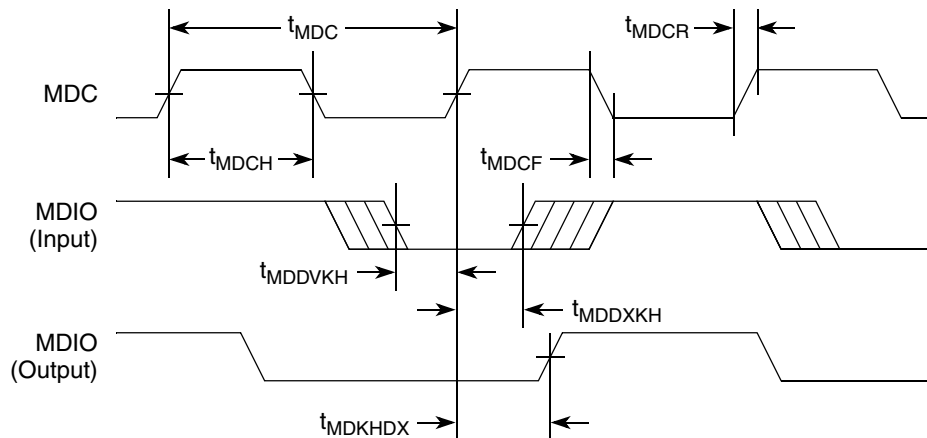 tMDC
tMDCR
MDC
tMDCH
tMDCF
MDIO
(Input)
tMDDVKH
tMDDXKH
MDIO
(Output)
tMDKHDX